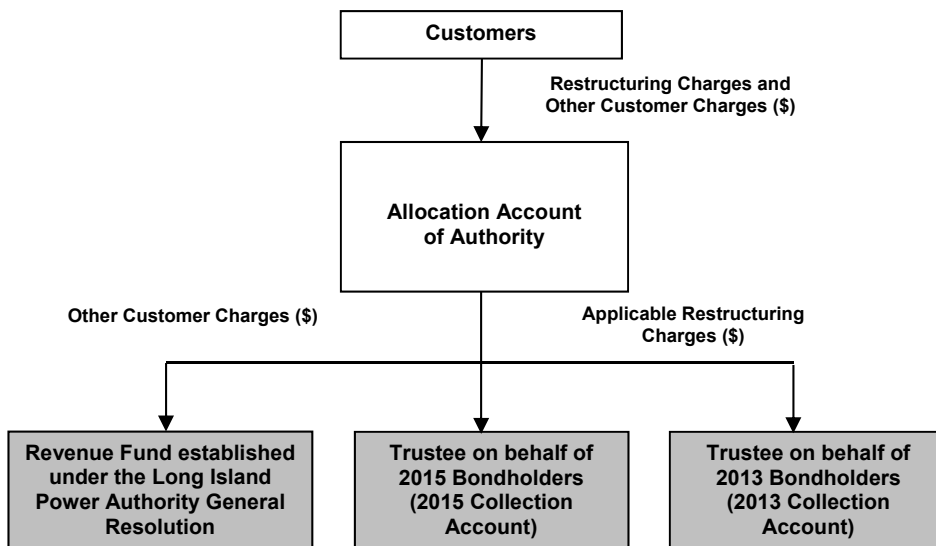 Customers
Restructuring Charges and
Other Customer Charges ($)
Allocation Account
of Authority
Other Customer Charges ($)
Applicable Restructuring
Charges ($)
Revenue Fund established
under the Long Island
Power Authority General
Resolution
Trustee on behalf of
2015 Bondholders
(2015 Collection
Account)
Trustee on behalf of
2013 Bondholders
(2013 Collection
Account)